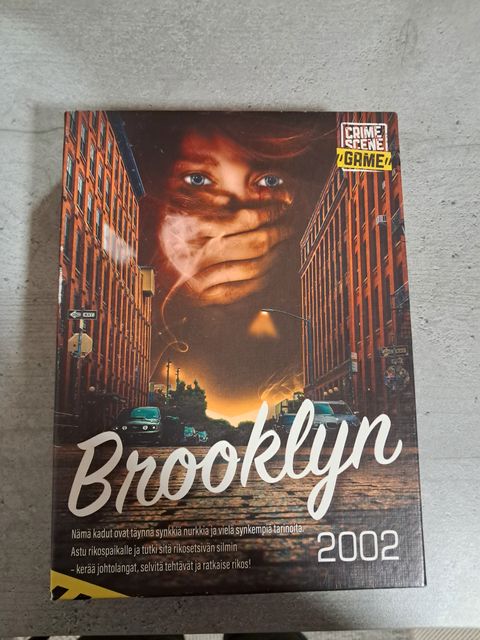 CRIME
SCENE
GAME
Brooklyn
Nämä kadut ovat täynnä synkkiä nurkkia ja vielä synkempiä tarinoita.
Astu rikospaikalle ja tutki sitä rikosetsivän silmin
- kerää johtolangat, selvitä tehtävät ja ratkaise rikos!
2002